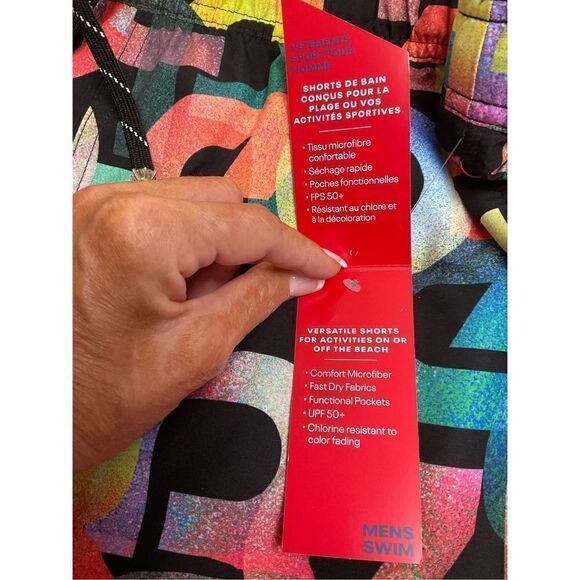 VÊTEMENTS
SPORT POUR
HOMME
SHORTS DE BAIN
CONÇUS POUR LA
PLAGE OU VOS
ACTIVITÉS SPORTIVES
• Tissu microfibre
confortable
• Séchage rapide
• Poches fonctionnelles
• FPS 50+
• Résistant au chlore et
à la décoloration
VERSATILE SHORTS
FOR ACTIVITIES ON OR
OFF THE BEACH
• Comfort Microfiber
• Fast Dry Fabrics
• Functional Pockets
• UPF 50+
• Chlorine resistant to
color fading
MENS
SWIM